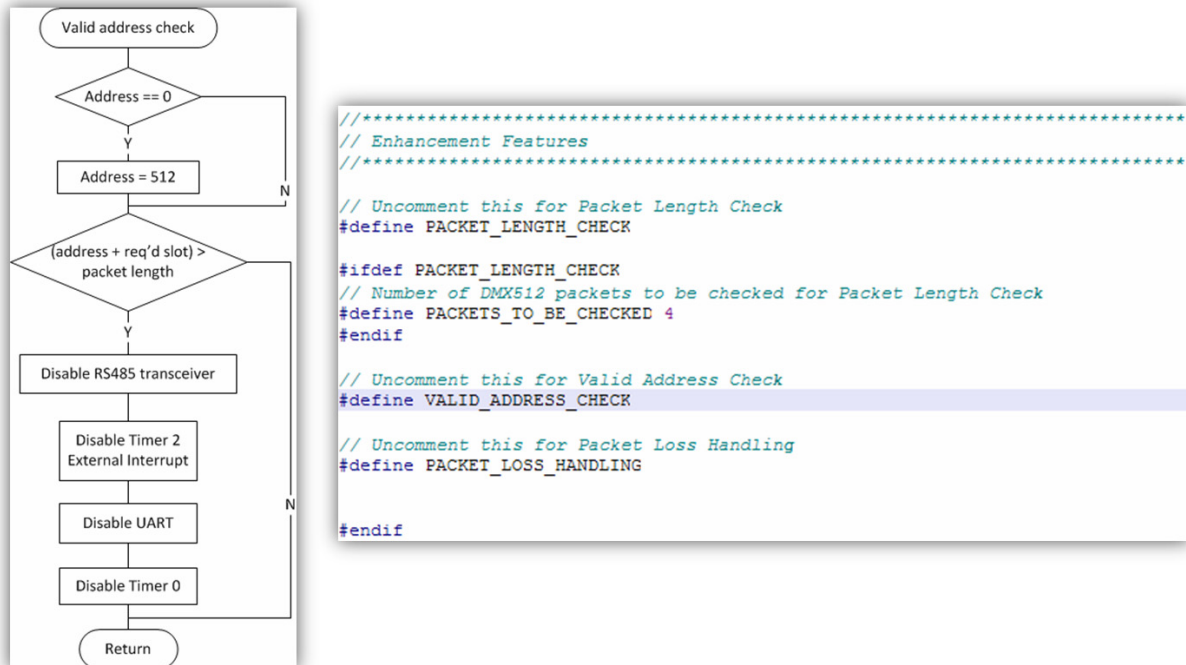 Valid address check
Address == 0
Y
Address = 512
N
(address + req'd slot) >
packet length
Y
Disable RS485 transceiver
Disable Timer 2
External Interrupt
N
Disable UART
Disable Timer 0
Return
//******************************************************************************
// Enhancement Features
//******************************************************************************
// Uncomment this for Packet Length Check
#define PACKET_LENGTH_CHECK
#ifdef PACKET_LENGTH_CHECK
// Number of DMX512 packets to be checked for Packet Length Check
#define PACKETS_TO_BE_CHECKED 4
#endif
// Uncomment this for Valid Address Check
#define VALID_ADDRESS_CHECK
// Uncomment this for Packet Loss Handling
#define PACKET_LOSS_HANDLING
#endif